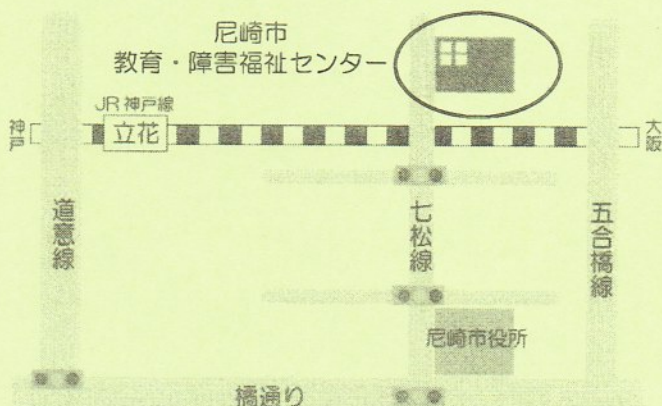 尼崎市
教育・障害福祉センター
JR神戸線
神戸
立花
大阪
道意線
七松線
五合橋線
尼崎市役所
橘通り